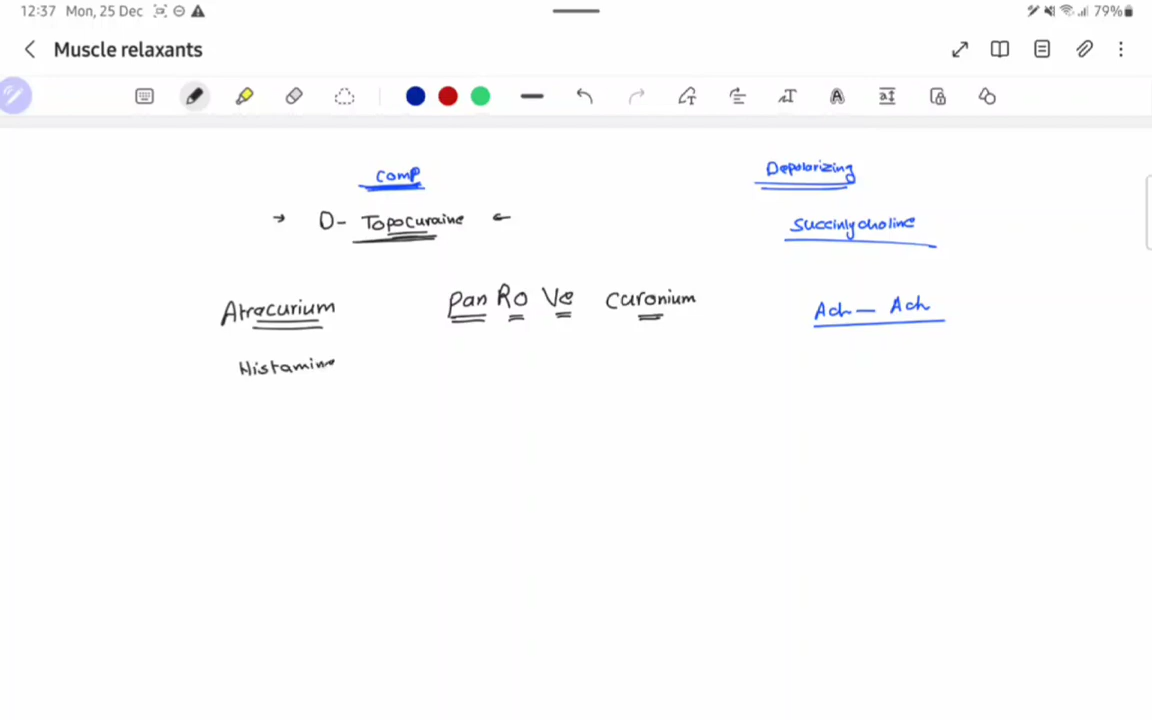 12:37 Mon, 25 Dec 79%
Muscle relaxants
Comp
Depolarizing
→ D- Topocuraine ←
Succinlycholine
Atracurium
Pan Ro Ve Curonium
Ach — Ach
Histamine